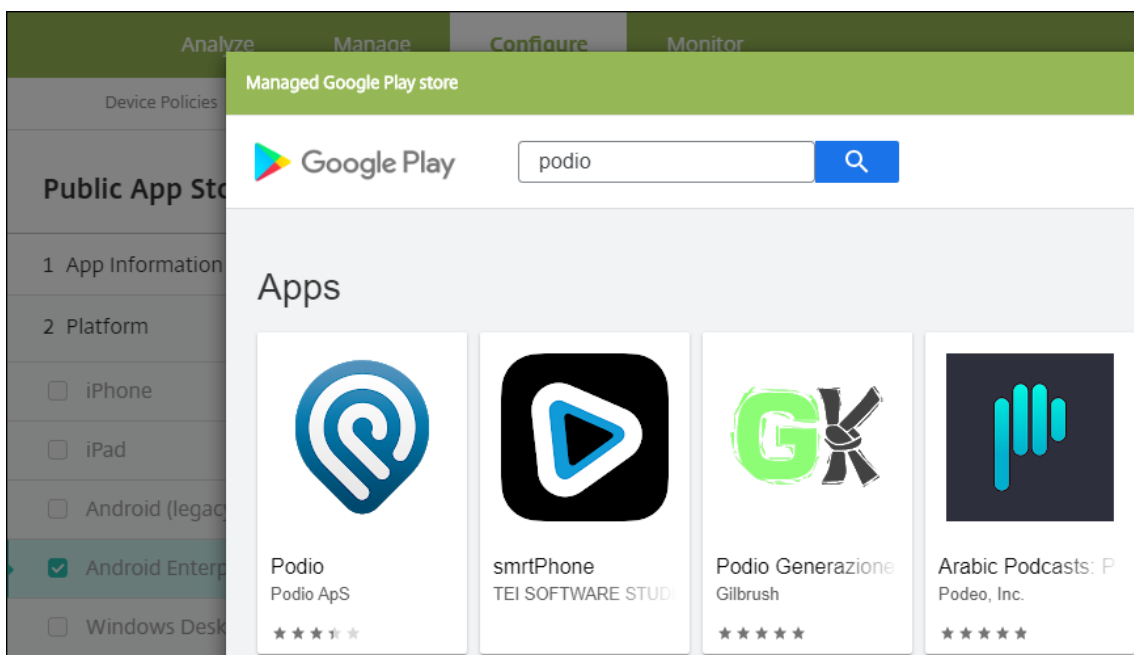 Analyze Manage Configure Monitor
Managed Google Play store
Device Policies
Google Play
podio
Public App Sto
1 App Information
2 Platform
iPhone
iPad
Android (legacy
Android Enterp
Windows Desk
Apps
GK
Podio
Podio ApS
smrtPhone
TEI SOFTWARE STUD
Podio Generazione
Gilbrush
Arabic Podcasts: P
Podeo, Inc.